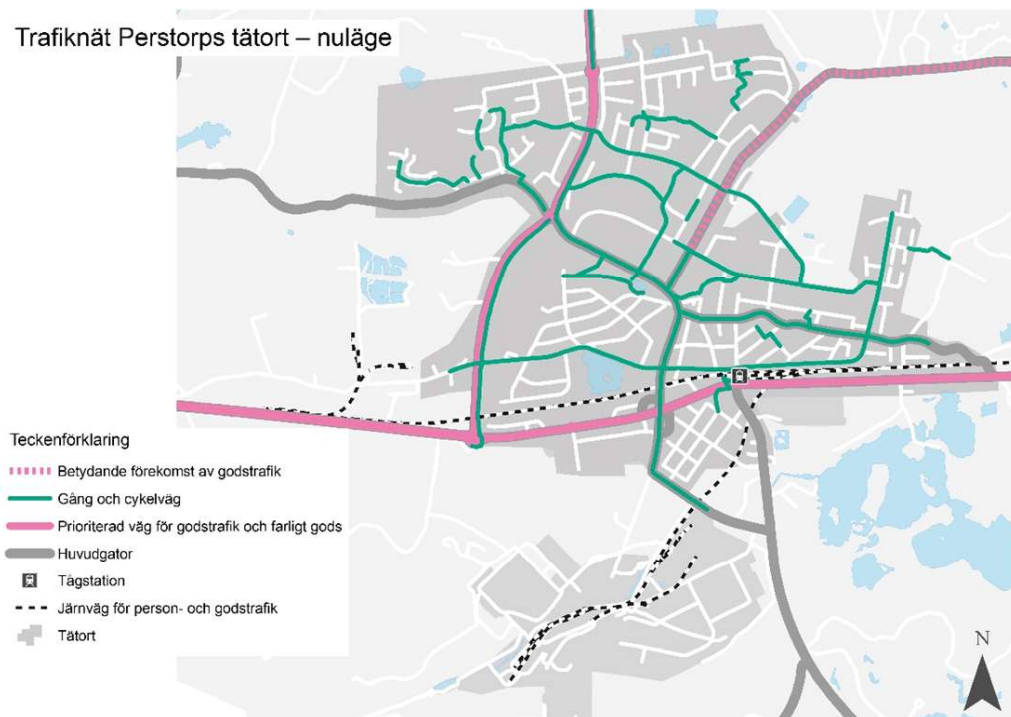 Trafiknät Perstorps tätort – nuläge
Teckenförklaring
Betydande förekomst av godstrafik
Gång och cykelväg
Prioriterad väg för godstrafik och farligt gods
Huvudgator
Tågstation
Järnväg för person- och godstrafik
Tätort
N